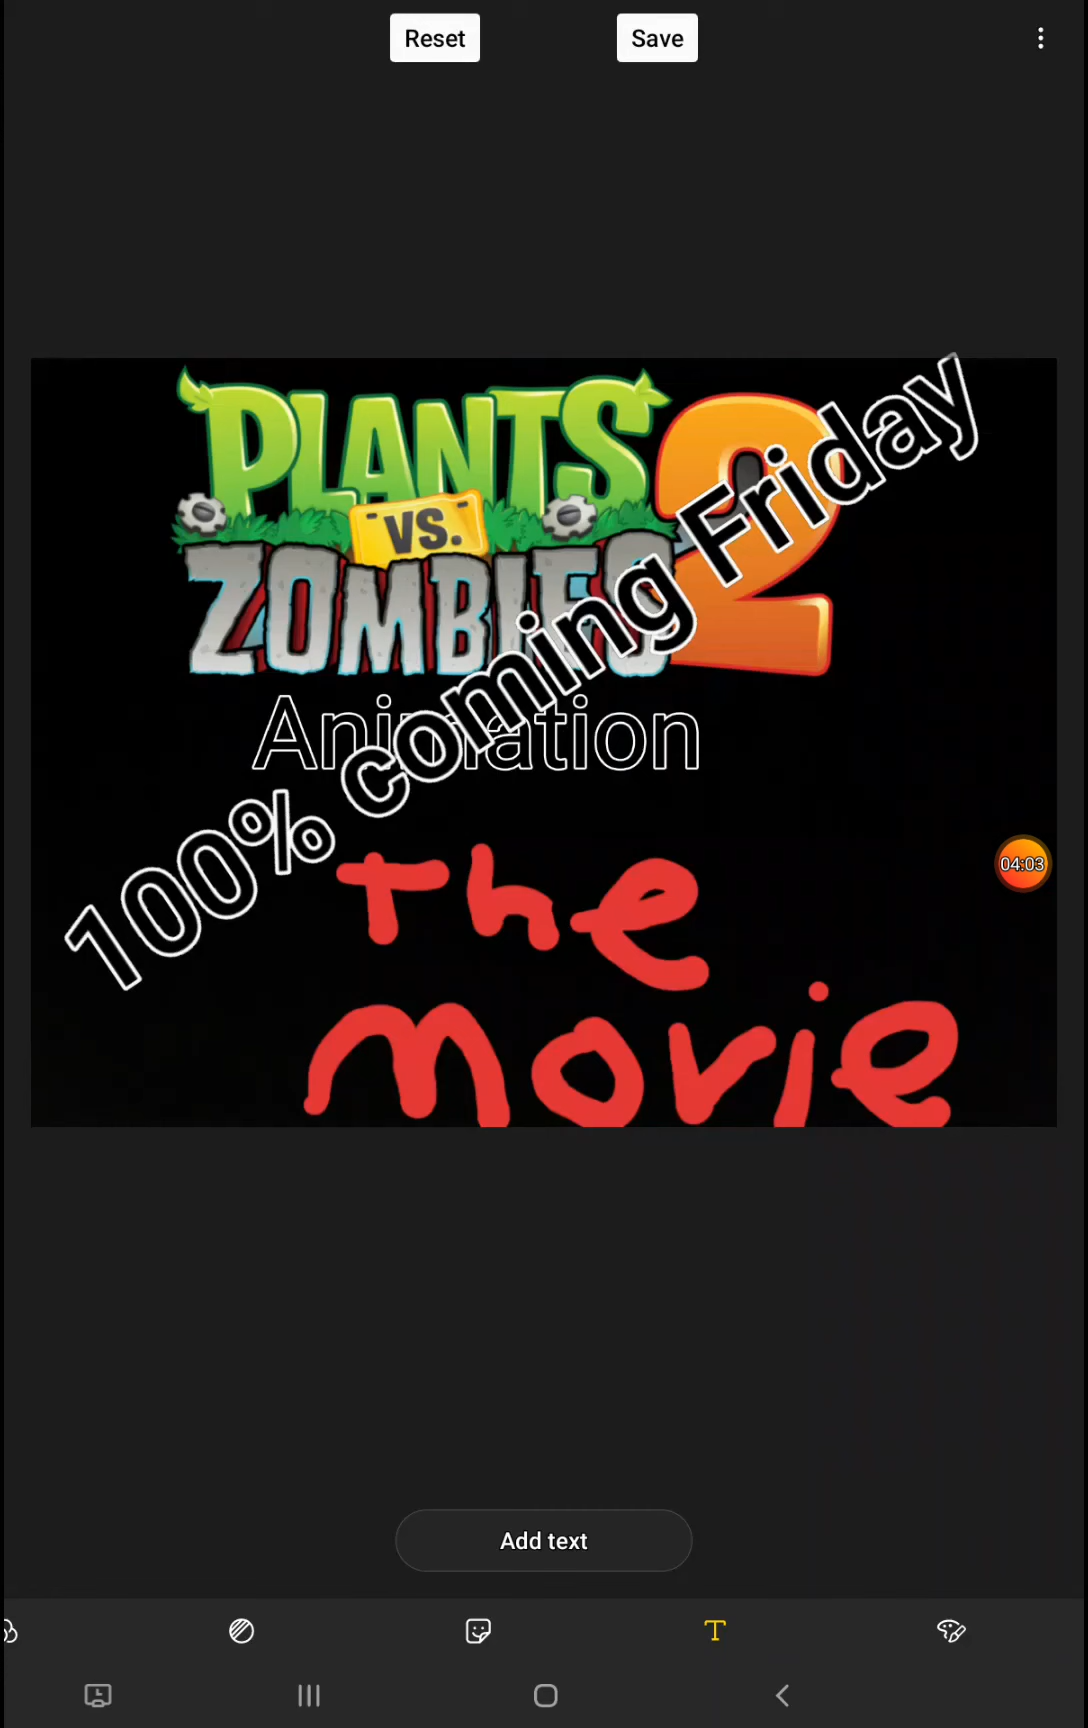 Reset
Save
PLANTS
VS.
ZOMBIES
2
Animation
100% coming Friday
the
movie
04:03
Add text
T